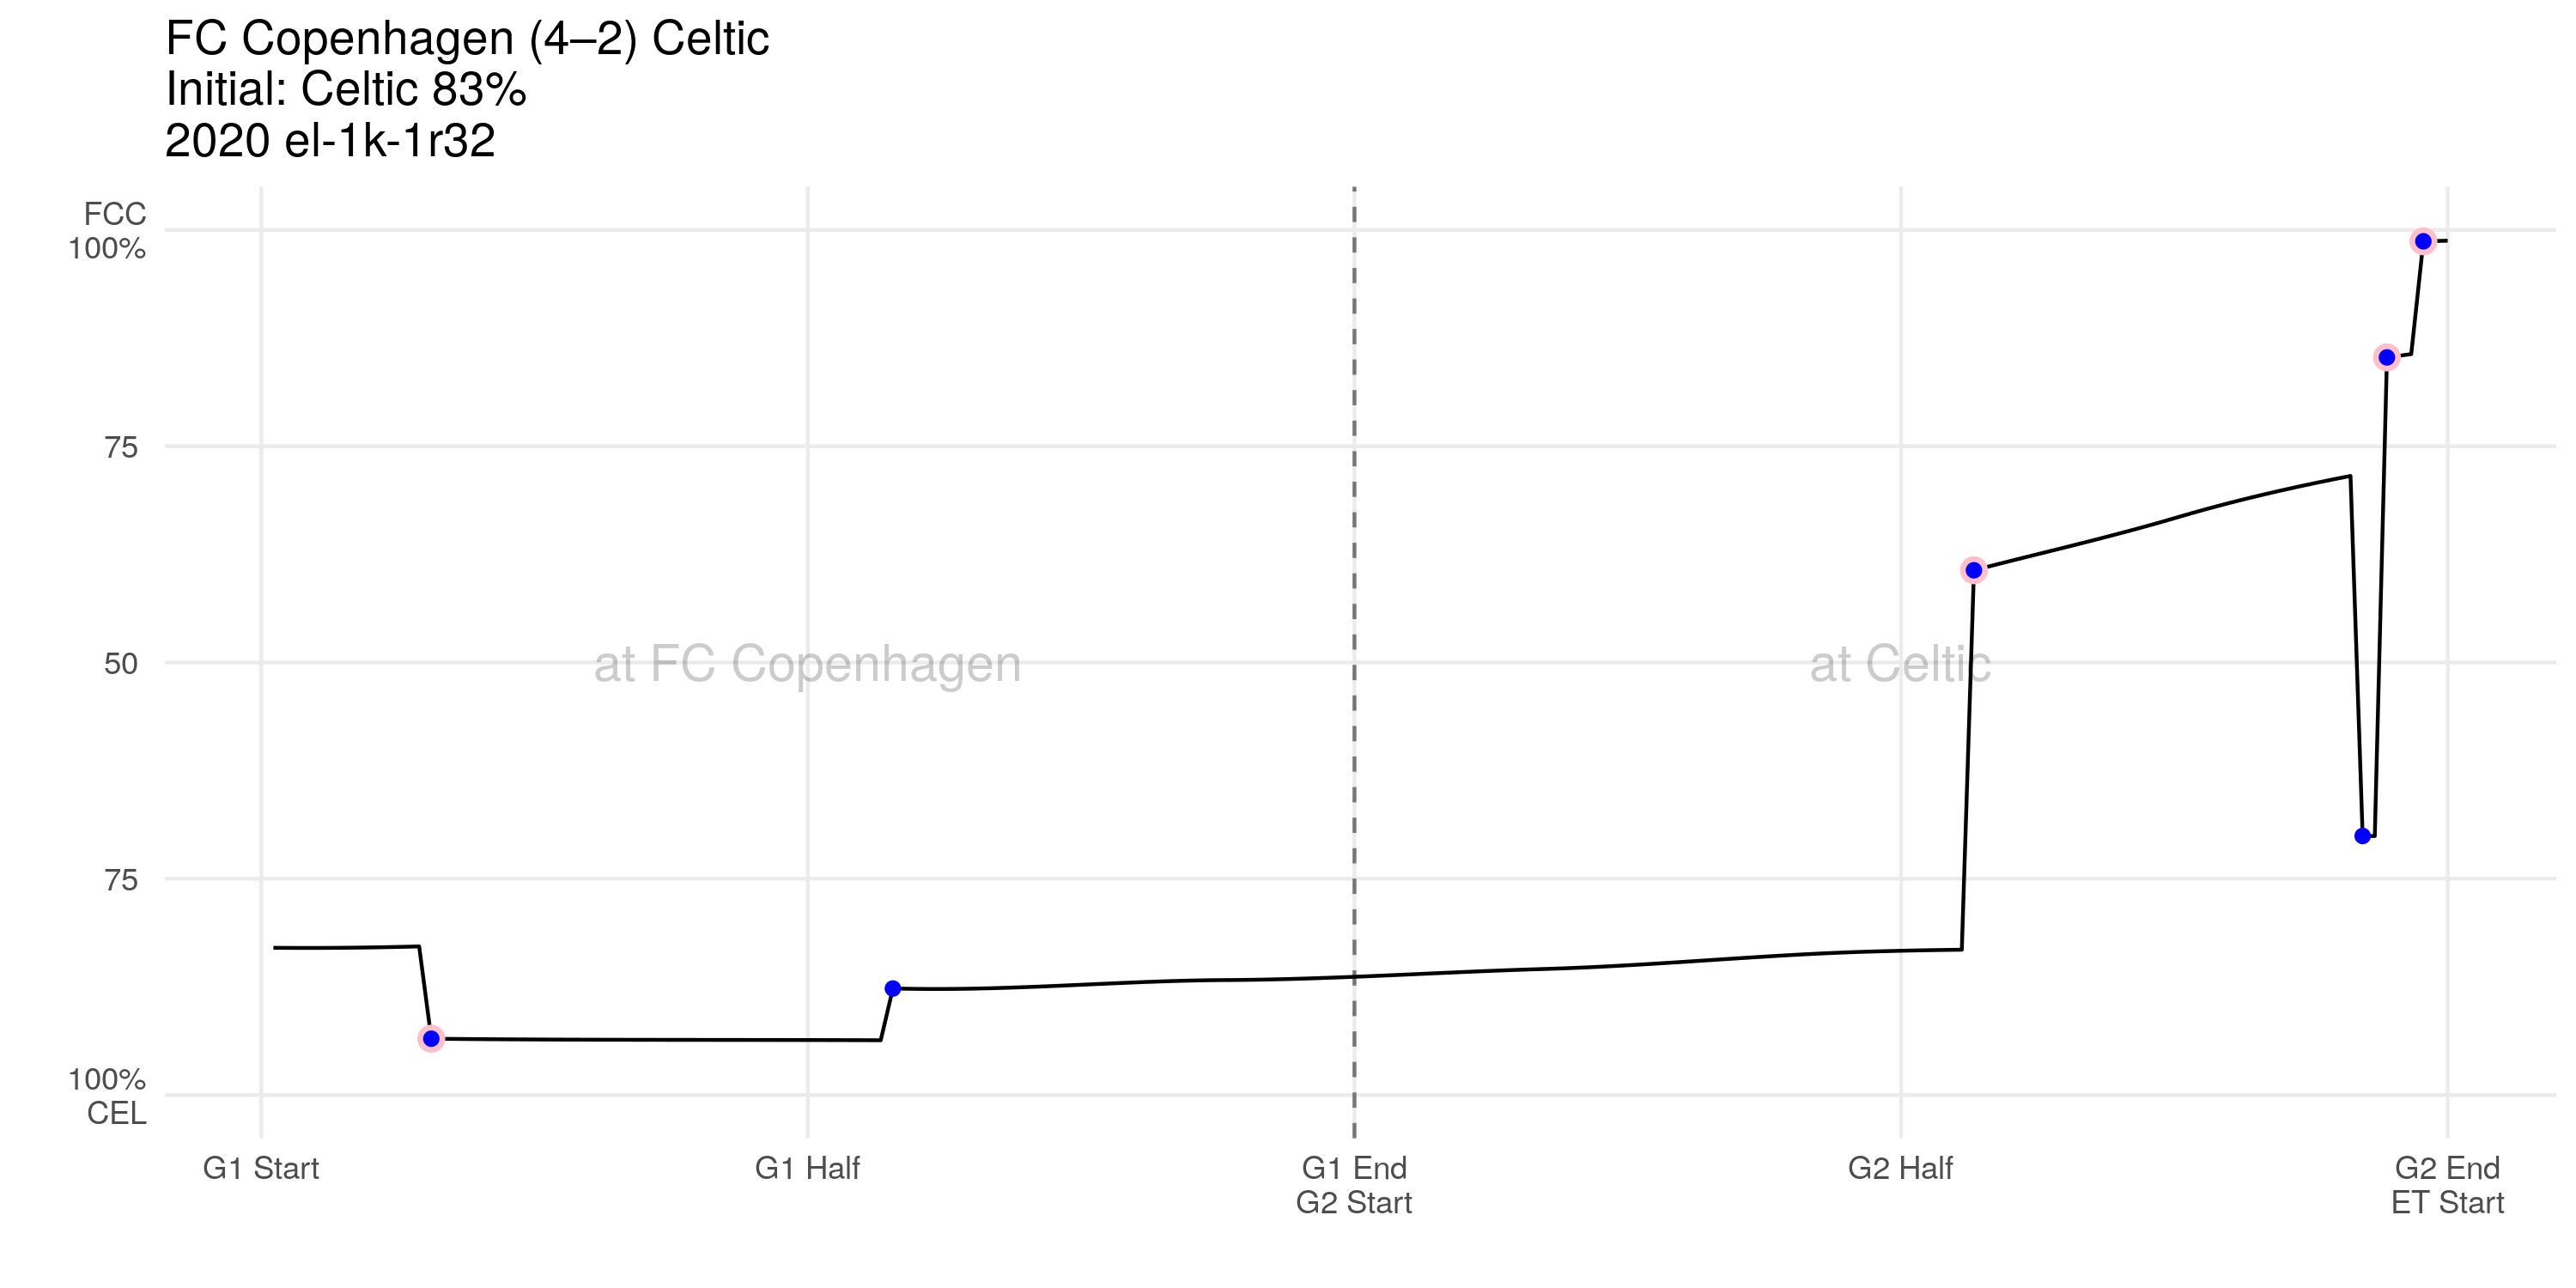 FC Copenhagen (4–2) Celtic
Initial: Celtic 83%
2020 el-1k-1r32
FCC
100%
75
50
75
100%
CEL
at FC Copenhagen
at Celtic
G1 Start
G1 Half
G1 End
G2 Start
G2 Half
G2 End
ET Start